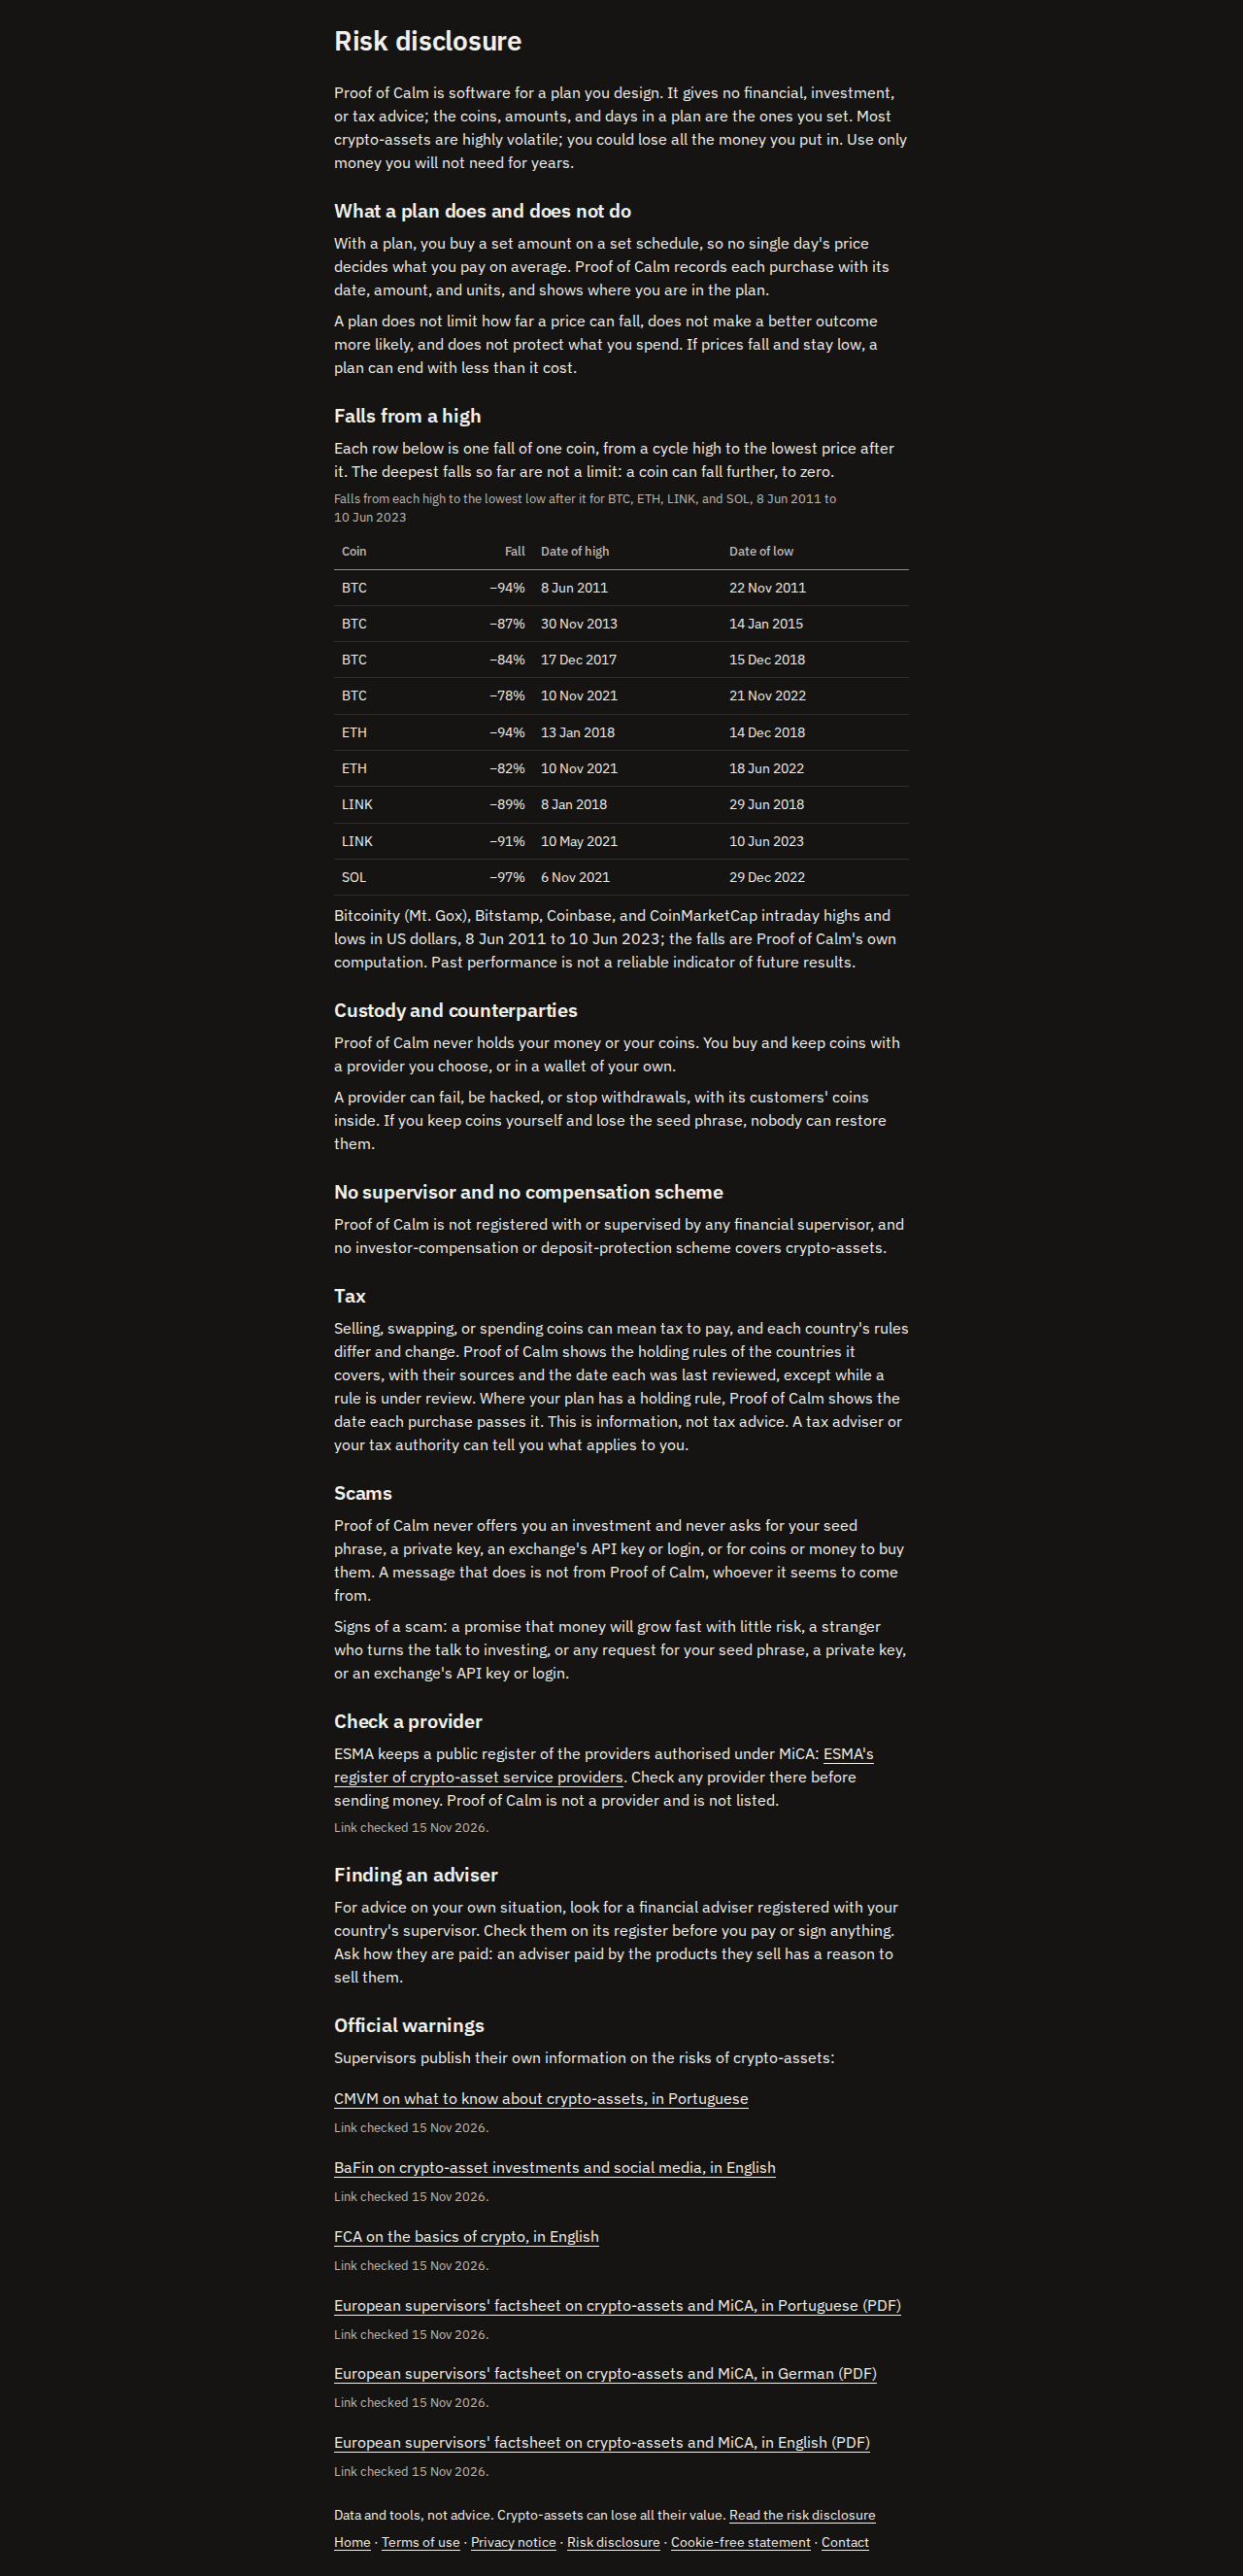 Risk disclosure
Proof of Calm is software for a plan you design. It gives no financial, investment,
or tax advice; the coins, amounts, and days in a plan are the ones you set. Most
crypto-assets are highly volatile; you could lose all the money you put in. Use only
money you will not need for years.
What a plan does and does not do
With a plan, you buy a set amount on a set schedule, so no single day's price
decides what you pay on average. Proof of Calm records each purchase with its
date, amount, and units, and shows where you are in the plan.
A plan does not limit how far a price can fall, does not make a better outcome
more likely, and does not protect what you spend. If prices fall and stay low, a
plan can end with less than it cost.
Falls from a high
Each row below is one fall of one coin, from a cycle high to the lowest price after
it. The deepest falls so far are not a limit: a coin can fall further, to zero.
Falls from each high to the lowest low after it for BTC, ETH, LINK, and SOL, 8 Jun 2011 to
10 Jun 2023
Coin Fall Date of high Date of low
BTC −94% 8 Jun 2011 22 Nov 2011
BTC −87% 30 Nov 2013 14 Jan 2015
BTC −84% 17 Dec 2017 15 Dec 2018
BTC −78% 10 Nov 2021 21 Nov 2022
ETH −94% 13 Jan 2018 14 Dec 2018
ETH −82% 10 Nov 2021 18 Jun 2022
LINK −89% 8 Jan 2018 29 Jun 2018
LINK −91% 10 May 2021 10 Jun 2023
SOL −97% 6 Nov 2021 29 Dec 2022
Bitcoinity (Mt. Gox), Bitstamp, Coinbase, and CoinMarketCap intraday highs and
lows in US dollars, 8 Jun 2011 to 10 Jun 2023; the falls are Proof of Calm's own
computation. Past performance is not a reliable indicator of future results.
Custody and counterparties
Proof of Calm never holds your money or your coins. You buy and keep coins with
a provider you choose, or in a wallet of your own.
A provider can fail, be hacked, or stop withdrawals, with its customers' coins
inside. If you keep coins yourself and lose the seed phrase, nobody can restore
them.
No supervisor and no compensation scheme
Proof of Calm is not registered with or supervised by any financial supervisor, and
no investor-compensation or deposit-protection scheme covers crypto-assets.
Tax
Selling, swapping, or spending coins can mean tax to pay, and each country's rules
differ and change. Proof of Calm shows the holding rules of the countries it
covers, with their sources and the date each was last reviewed, except while a
rule is under review. Where your plan has a holding rule, Proof of Calm shows the
date each purchase passes it. This is information, not tax advice. A tax adviser or
your tax authority can tell you what applies to you.
Scams
Proof of Calm never offers you an investment and never asks for your seed
phrase, a private key, an exchange's API key or login, or for coins or money to buy
them. A message that does is not from Proof of Calm, whoever it seems to come
from.
Signs of a scam: a promise that money will grow fast with little risk, a stranger
who turns the talk to investing, or any request for your seed phrase, a private key,
or an exchange's API key or login.
Check a provider
ESMA keeps a public register of the providers authorised under MiCA: ESMA's
register of crypto-asset service providers. Check any provider there before
sending money. Proof of Calm is not a provider and is not listed.
Link checked 15 Nov 2026.
Finding an adviser
For advice on your own situation, look for a financial adviser registered with your
country's supervisor. Check them on its register before you pay or sign anything.
Ask how they are paid: an adviser paid by the products they sell has a reason to
sell them.
Official warnings
Supervisors publish their own information on the risks of crypto-assets:
CMVM on what to know about crypto-assets, in Portuguese
Link checked 15 Nov 2026.
BaFin on crypto-asset investments and social media, in English
Link checked 15 Nov 2026.
FCA on the basics of crypto, in English
Link checked 15 Nov 2026.
European supervisors' factsheet on crypto-assets and MiCA, in Portuguese (PDF)
Link checked 15 Nov 2026.
European supervisors' factsheet on crypto-assets and MiCA, in German (PDF)
Link checked 15 Nov 2026.
European supervisors' factsheet on crypto-assets and MiCA, in English (PDF)
Link checked 15 Nov 2026.
Data and tools, not advice. Crypto-assets can lose all their value. Read the risk disclosure
Home · Terms of use · Privacy notice · Risk disclosure · Cookie-free statement · Contact